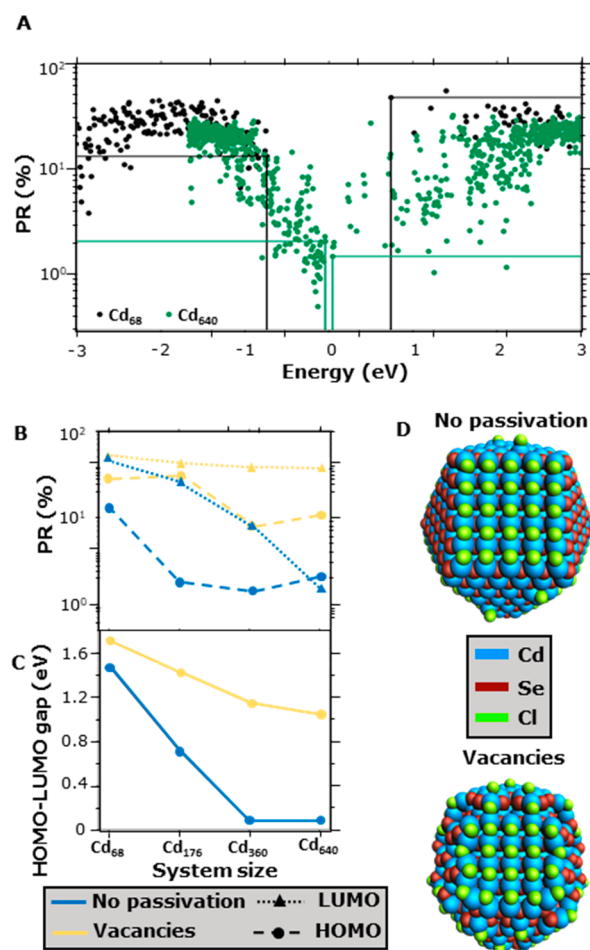 A
10²
10¹
10⁰
PR (%)
Cd₆₈
Cd₆₄₀
-3
-2
-1
0
1
2
3
Energy (eV)
B
10²
10¹
10⁰
PR (%)
C
1.6
1.2
0.8
0.4
0
HOMO-LUMO gap (eV)
Cd₆₈
Cd₁₇₆
Cd₃₆₀
Cd₆₄₀
System size
No passivation
LUMO
Vacancies
HOMO
D
No passivation
Cd
Se
Cl
Vacancies